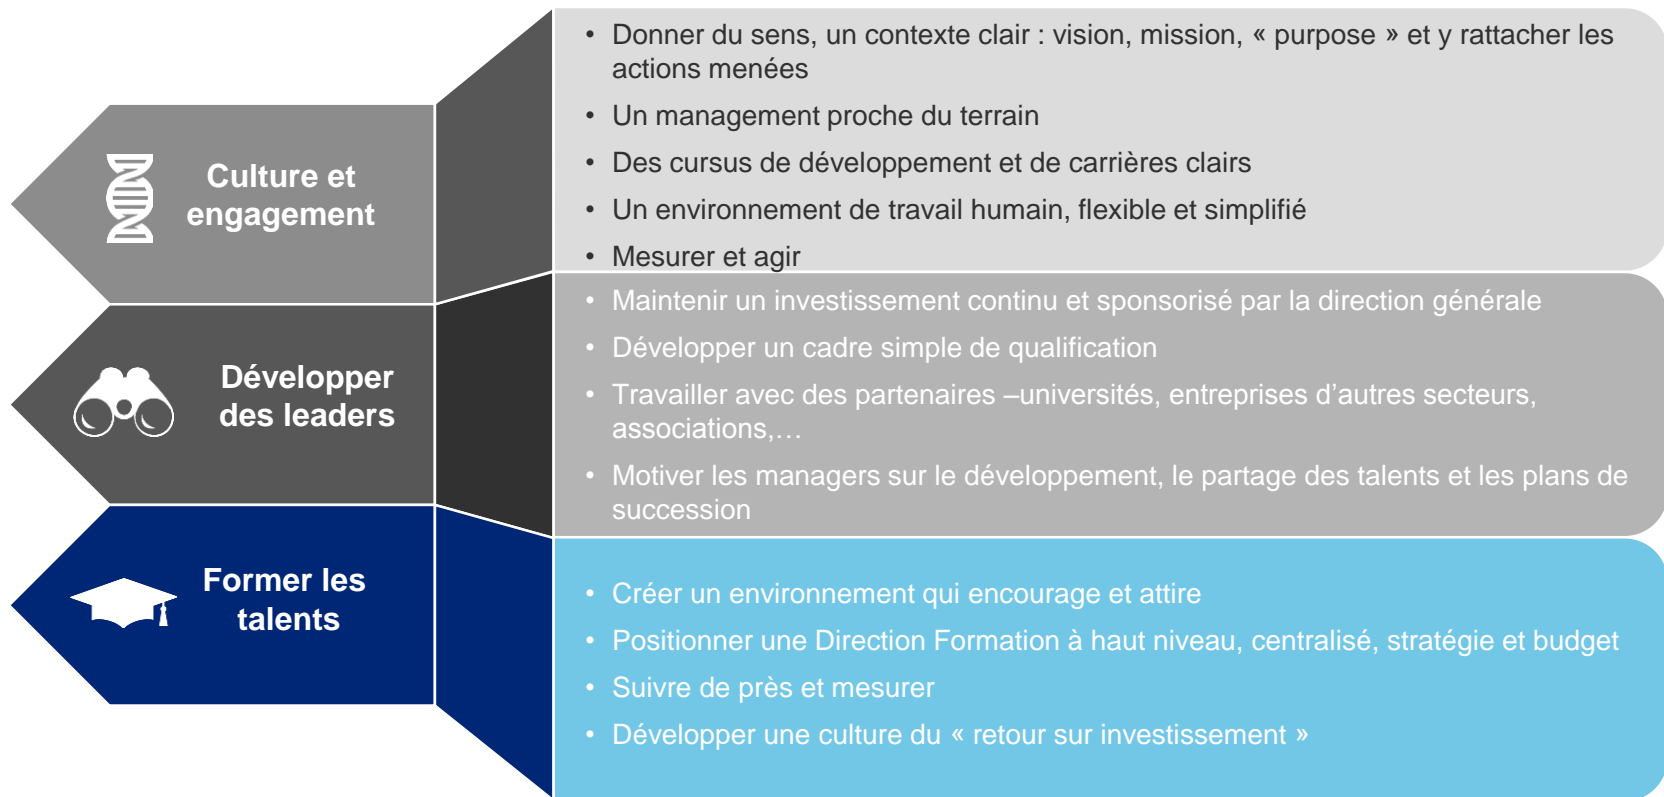 Culture et
engagement
• Donner du sens, un contexte clair : vision, mission, « purpose » et y rattacher les
actions menées
• Un management proche du terrain
• Des cursus de développement et de carrières clairs
• Un environnement de travail humain, flexible et simplifié
• Mesurer et agir
Développer
des leaders
• Maintenir un investissement continu et sponsorisé par la direction générale
• Développer un cadre simple de qualification
• Travailler avec des partenaires –universités, entreprises d’autres secteurs,
associations,…
• Motiver les managers sur le développement, le partage des talents et les plans de
succession
Former les
talents
• Créer un environnement qui encourage et attire
• Positionner une Direction Formation à haut niveau, centralisé, stratégie et budget
• Suivre de près et mesurer
• Développer une culture du « retour sur investissement »